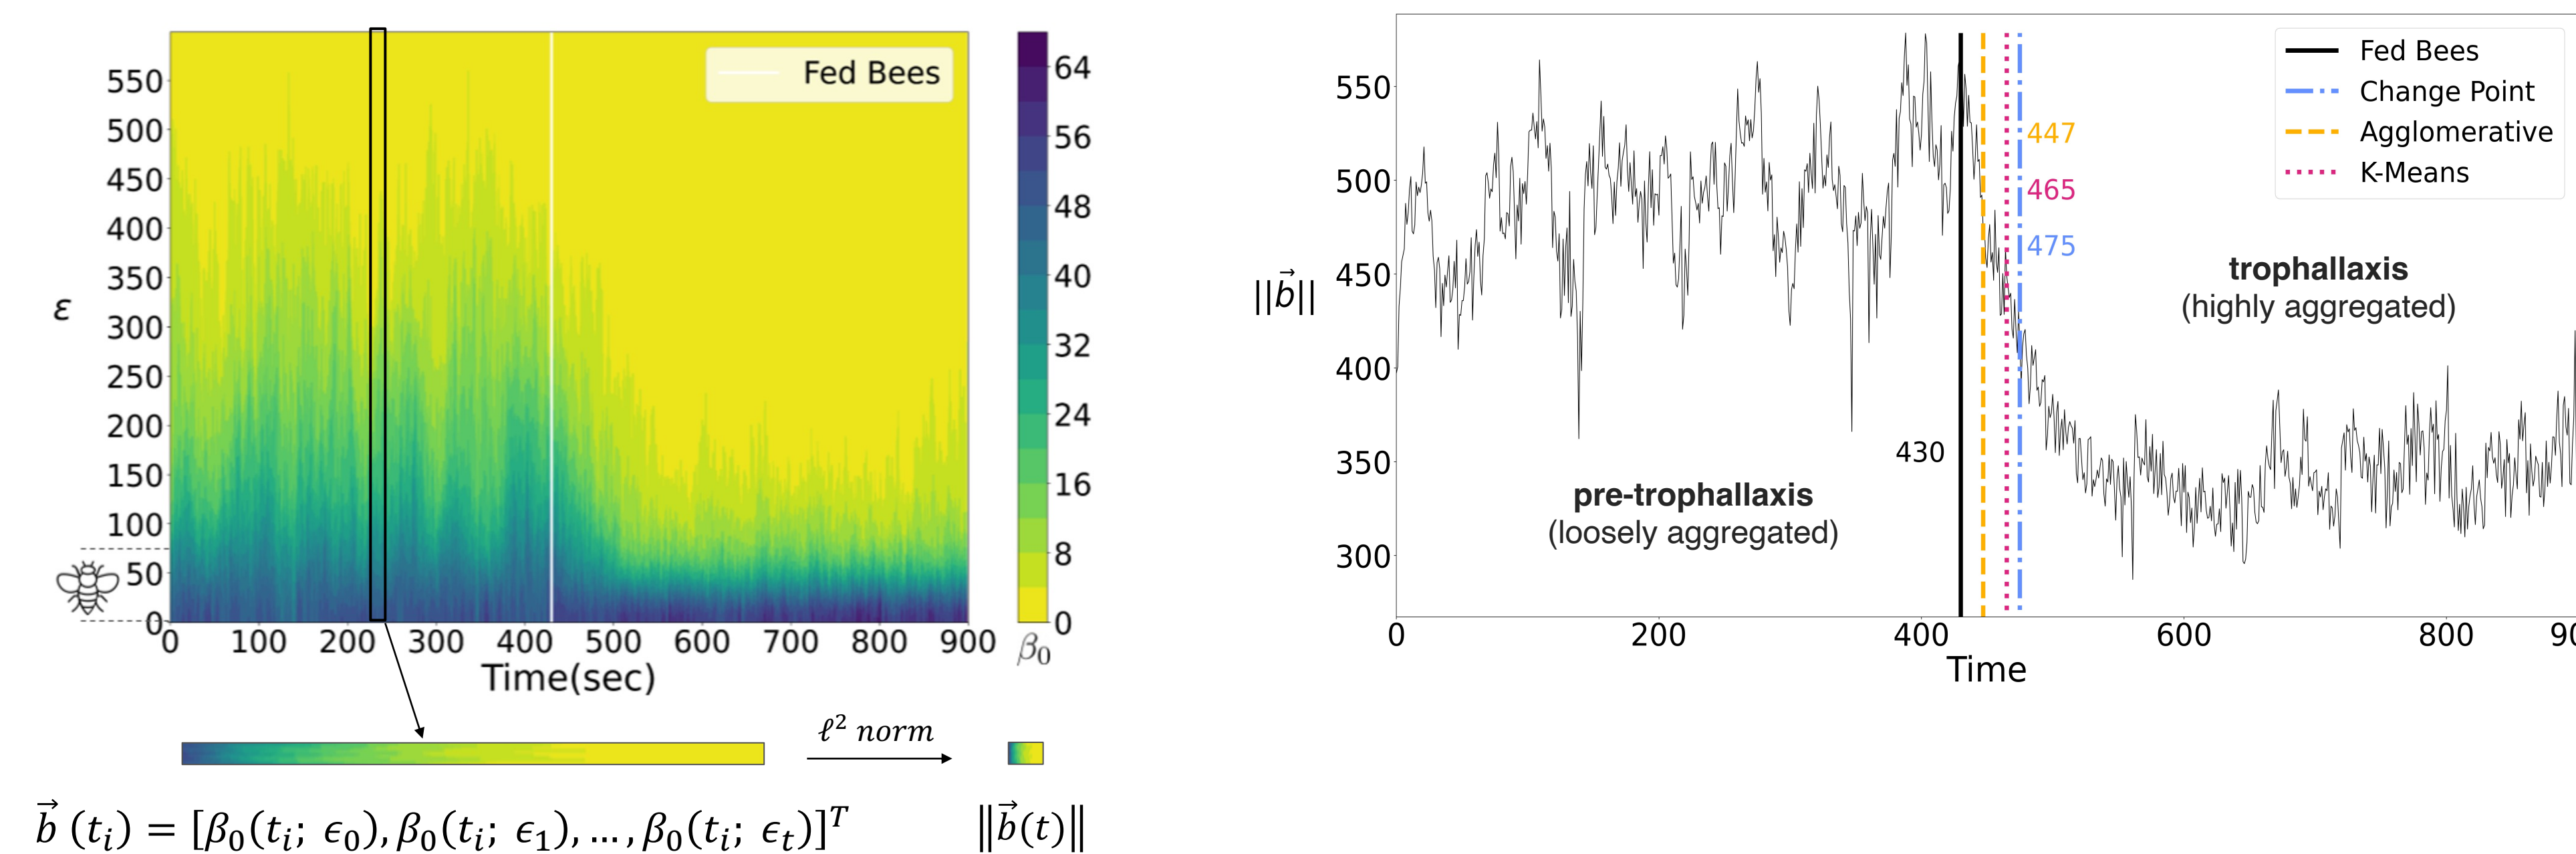 Fed Bees
550
500
450
400
350
300
250
200
150
100
50
0
ε
0 100 200 300 400 500 600 700 800 900
Time(sec)
64
56
48
40
32
24
16
8
0
β₀
ℓ² norm
b⃗ (tᵢ) = [β₀(tᵢ; ϵ₀), β₀(tᵢ; ϵ₁), ..., β₀(tᵢ; ϵₜ)]ᵀ
‖b⃗(t)‖
Fed Bees
Change Point
Agglomerative
K-Means
||b⃗||
550
500
450
400
350
300
447
465
475
430
trophallaxis
(highly aggregated)
pre-trophallaxis
(loosely aggregated)
0 200 400 600 800
Time